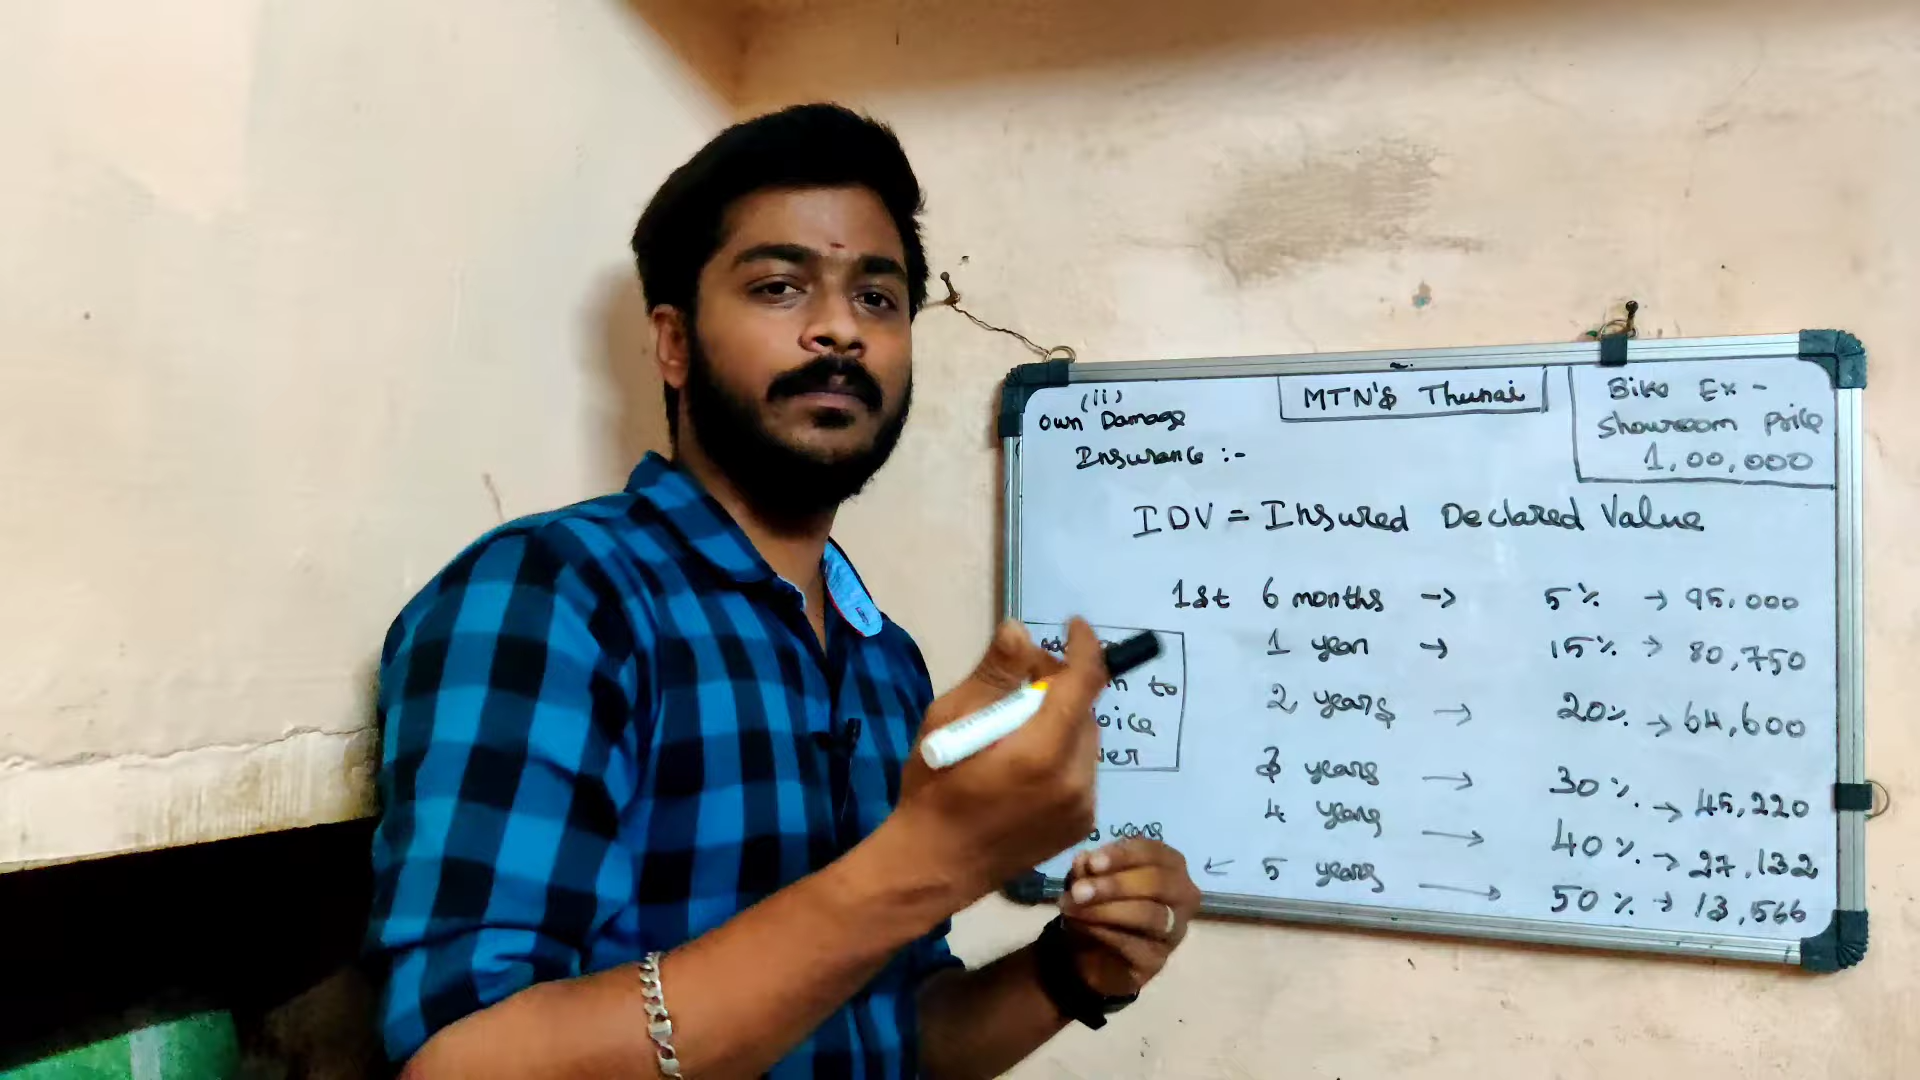 (ii)
Own Damage
Insurance :-
MTN'S Thunai
Bike Ex-
Showroom Price
1,00,000
IDV = Insured Declared Value
1st 6 months -> 5% -> 95,000
1 year -> 15% -> 80,750
2 years -> 20% -> 64,600
3 years -> 30% -> 45,220
4 years -> 40% -> 27,132
<- 5 years -> 50% -> 13,566
to
years